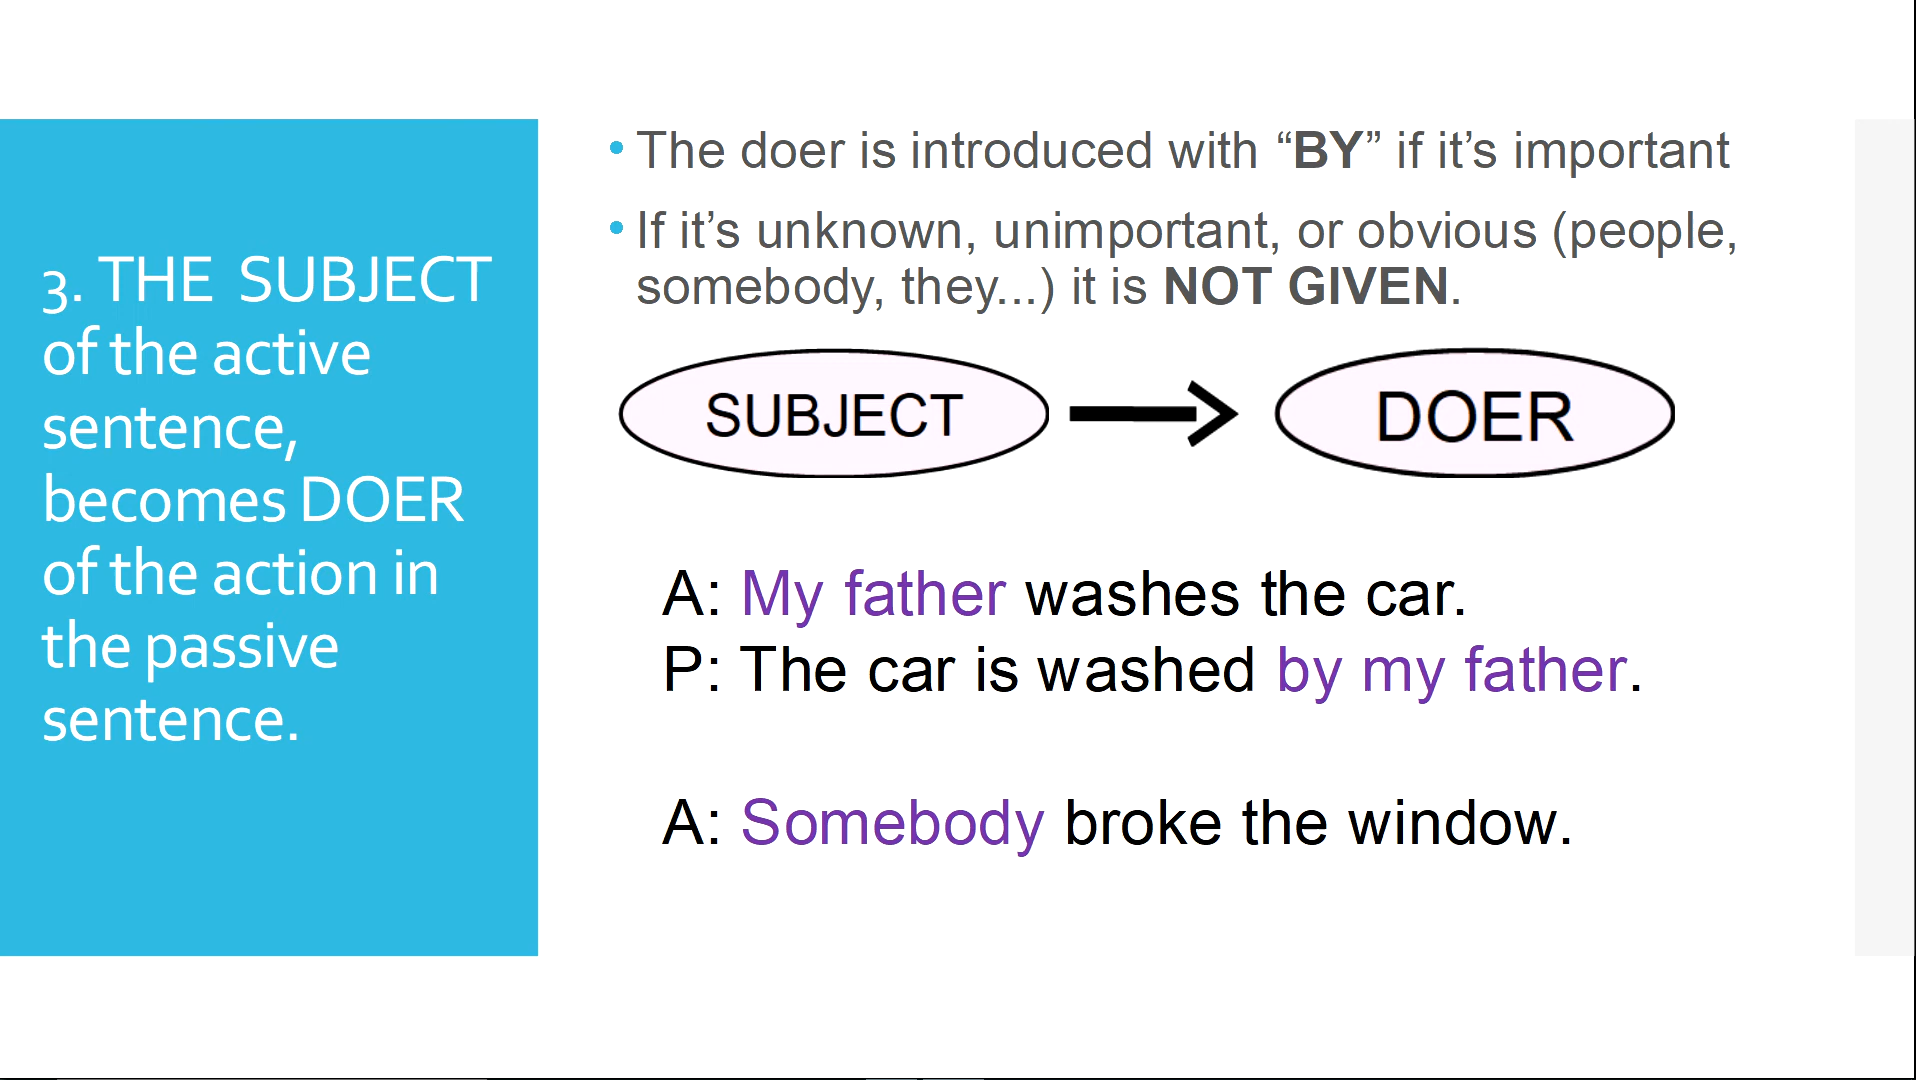 3. THE SUBJECT
of the active
sentence,
becomes DOER
of the action in
the passive
sentence.
• The doer is introduced with “BY” if it’s important
• If it’s unknown, unimportant, or obvious (people,
somebody, they...) it is NOT GIVEN.
SUBJECT
DOER
A: My father washes the car.
P: The car is washed by my father.
A: Somebody broke the window.